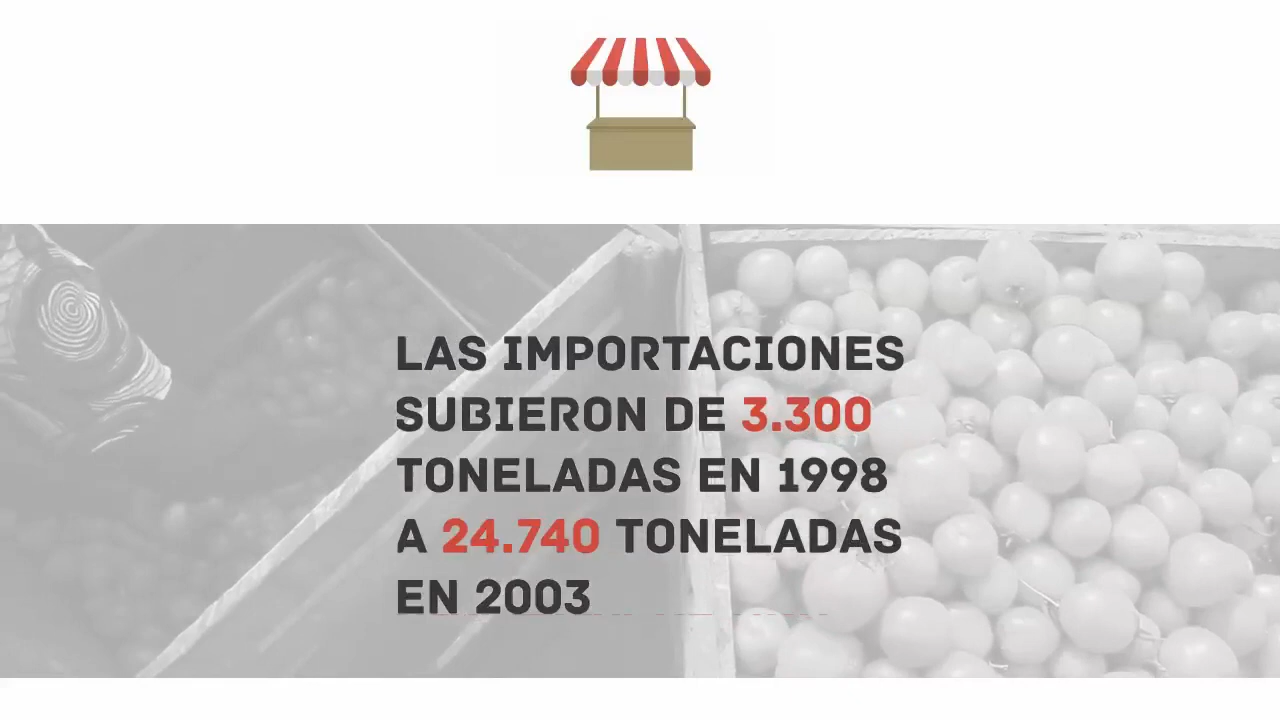 LAS IMPORTACIONES
SUBIERON DE 3.300
TONELADAS EN 1998
A 24.740 TONELADAS
EN 2003